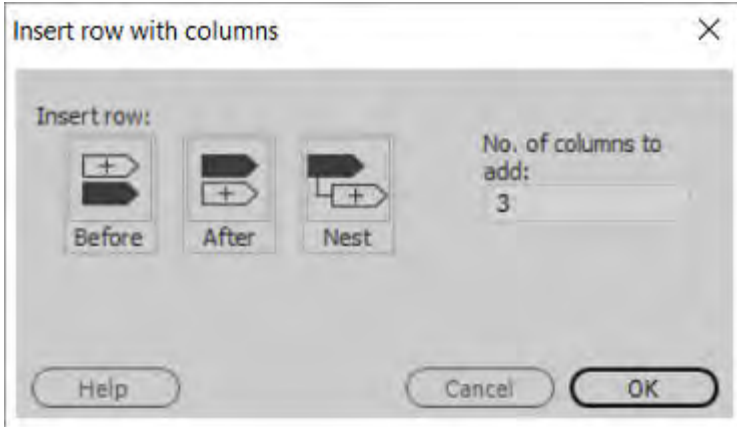 Insert row with columns
Insert row:
No. of columns to
add:
3
Before After Nest
Help Cancel OK